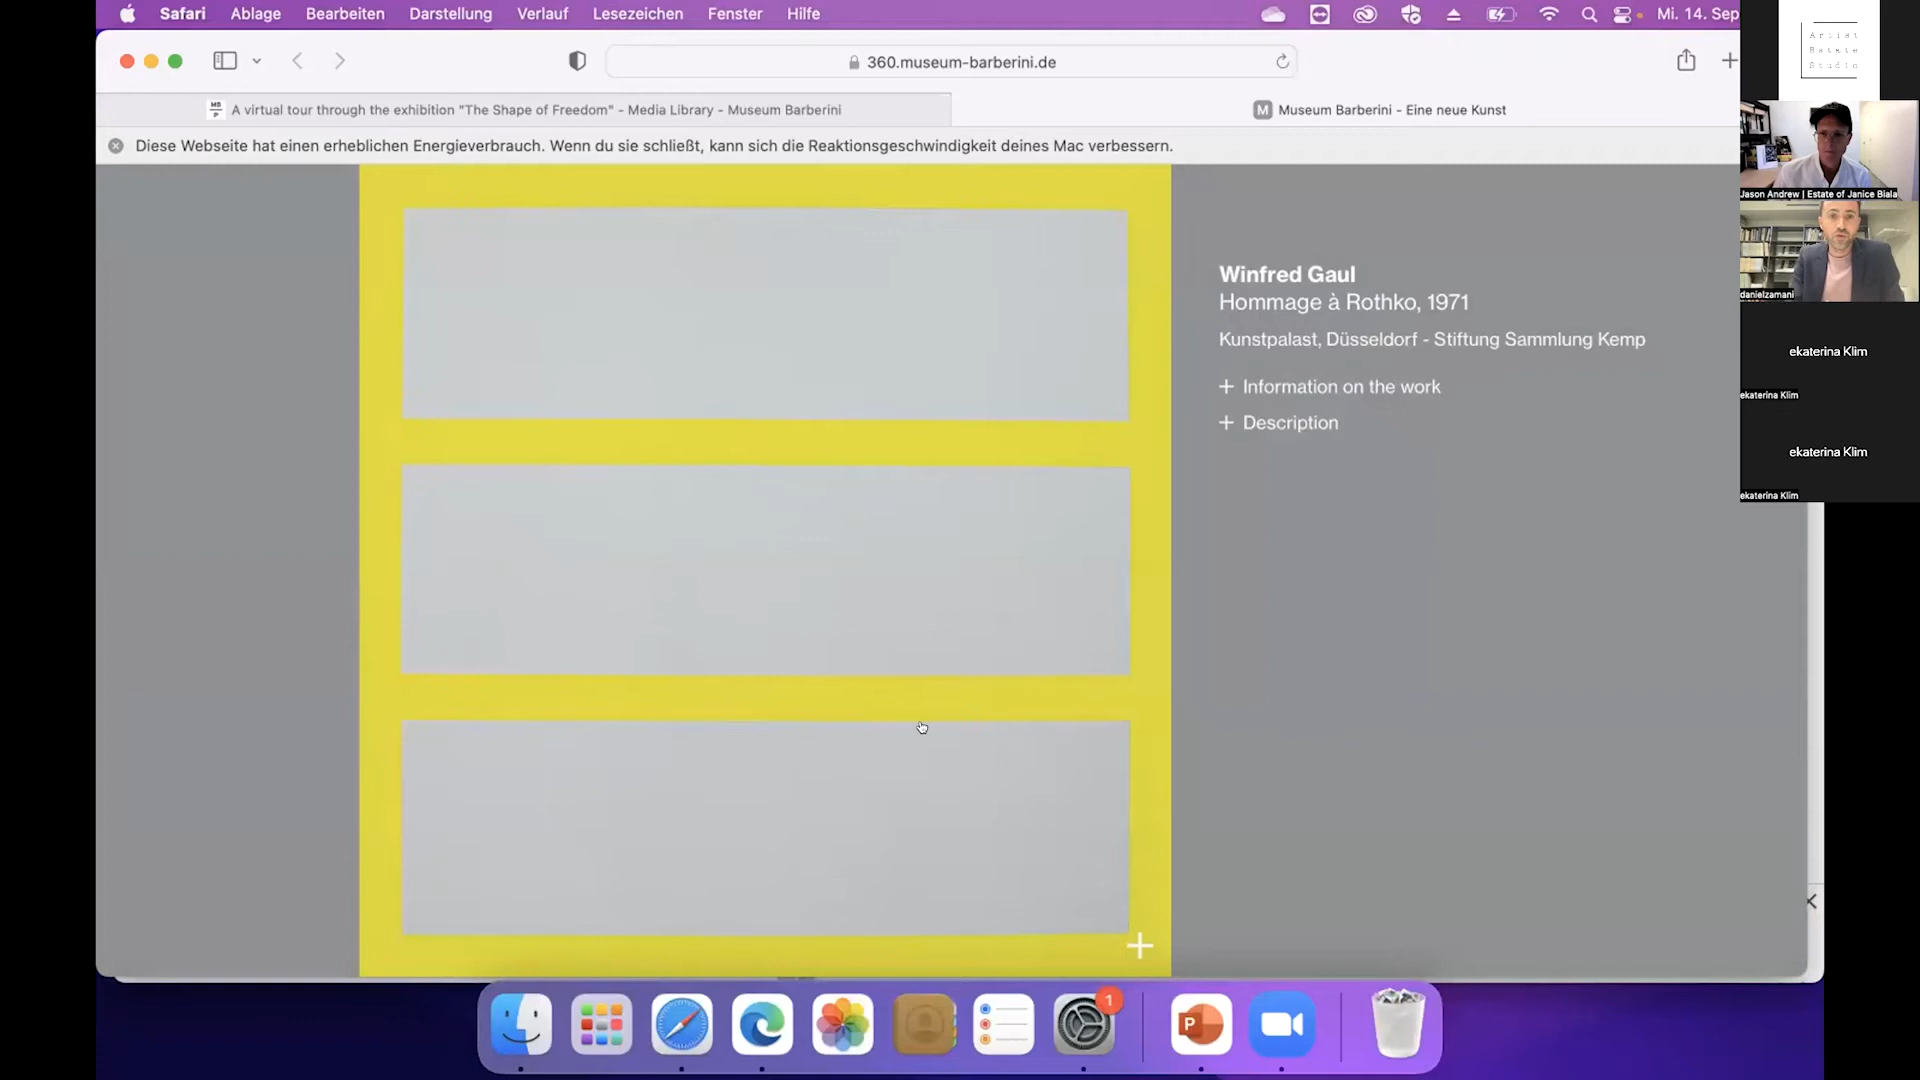 Safari Ablage Bearbeiten Darstellung Verlauf Lesezeichen Fenster Hilfe Mi. 14. Sep
360.museum-barberini.de
A virtual tour through the exhibition "The Shape of Freedom" - Media Library - Museum Barberini
M Museum Barberini - Eine neue Kunst
Diese Webseite hat einen erheblichen Energieverbrauch. Wenn du sie schließt, kann sich die Reaktionsgeschwindigkeit deines Mac verbessern.
Winfred Gaul
Hommage à Rothko, 1971
Kunstpalast, Düsseldorf - Stiftung Sammlung Kemp
+ Information on the work
+ Description
Artist
Estate
Studio
Jason Andrew | Estate of Janice Biala
danielzamani
ekaterina Klim
ekaterina Klim
ekaterina Klim
ekaterina Klim
1
P